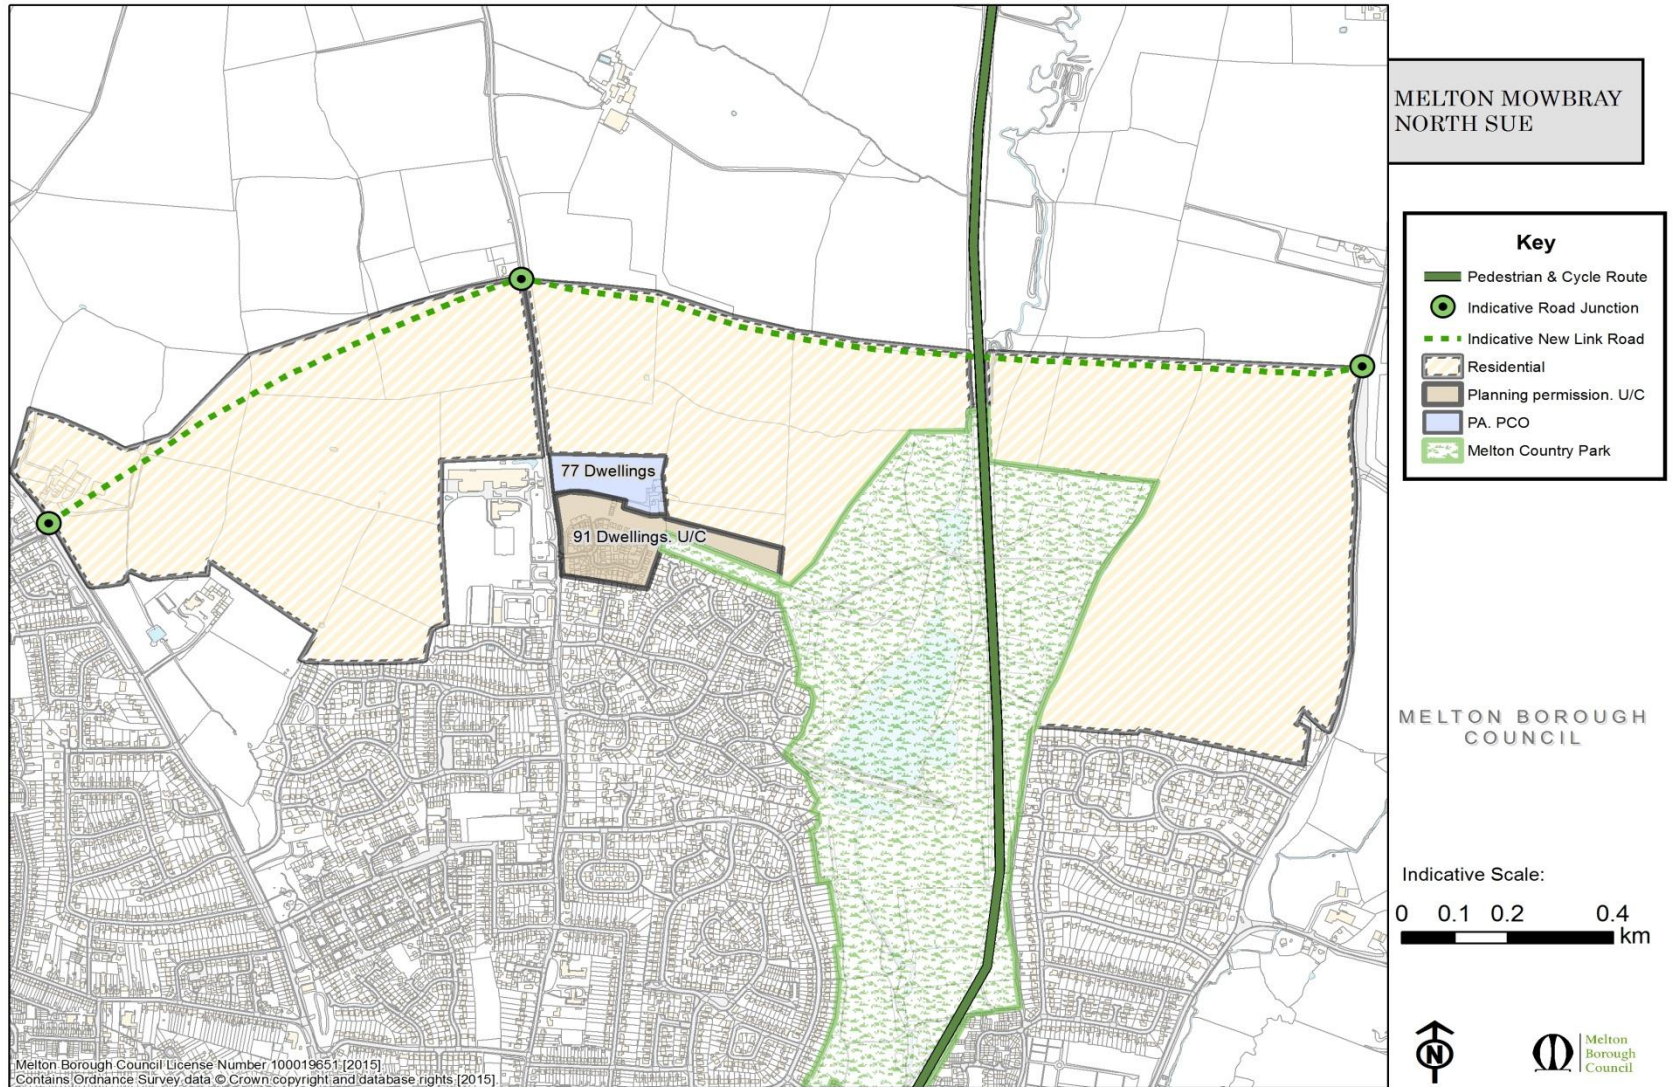 MELTON MOWBRAY
NORTH SUE
Key
Pedestrian & Cycle Route
Indicative Road Junction
Indicative New Link Road
Residential
Planning permission. U/C
PA. PCO
Melton Country Park
77 Dwellings
91 Dwellings. U/C
MELTON BOROUGH
COUNCIL
Indicative Scale:
0 0.1 0.2 0.4
km
N
Melton
Borough
Council
Melton Borough Council License Number 100019651 [2015]
Contains Ordnance Survey data © Crown copyright and database rights [2015].